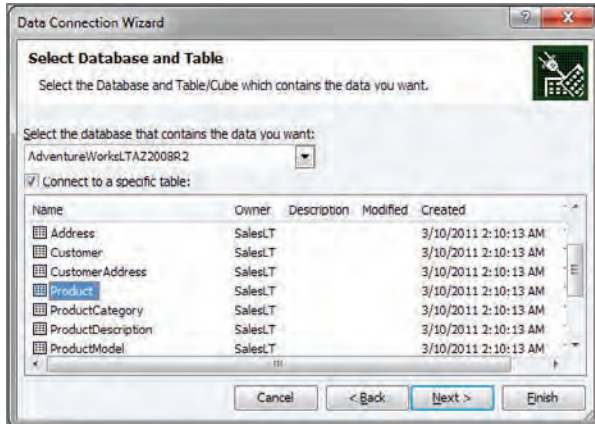 Data Connection Wizard
Select Database and Table
Select the Database and Table/Cube which contains the data you want.
Select the database that contains the data you want:
AdventureWorksLTAZ2008R2
Connect to a specific table:
Name Owner Description Modified Created
Address SalesLT 3/10/2011 2:10:13 AM
Customer SalesLT 3/10/2011 2:10:13 AM
CustomerAddress SalesLT 3/10/2011 2:10:13 AM
Product SalesLT 3/10/2011 2:10:13 AM
ProductCategory SalesLT 3/10/2011 2:10:13 AM
ProductDescription SalesLT 3/10/2011 2:10:13 AM
ProductModel SalesLT 3/10/2011 2:10:13 AM
Cancel < Back Next > Finish